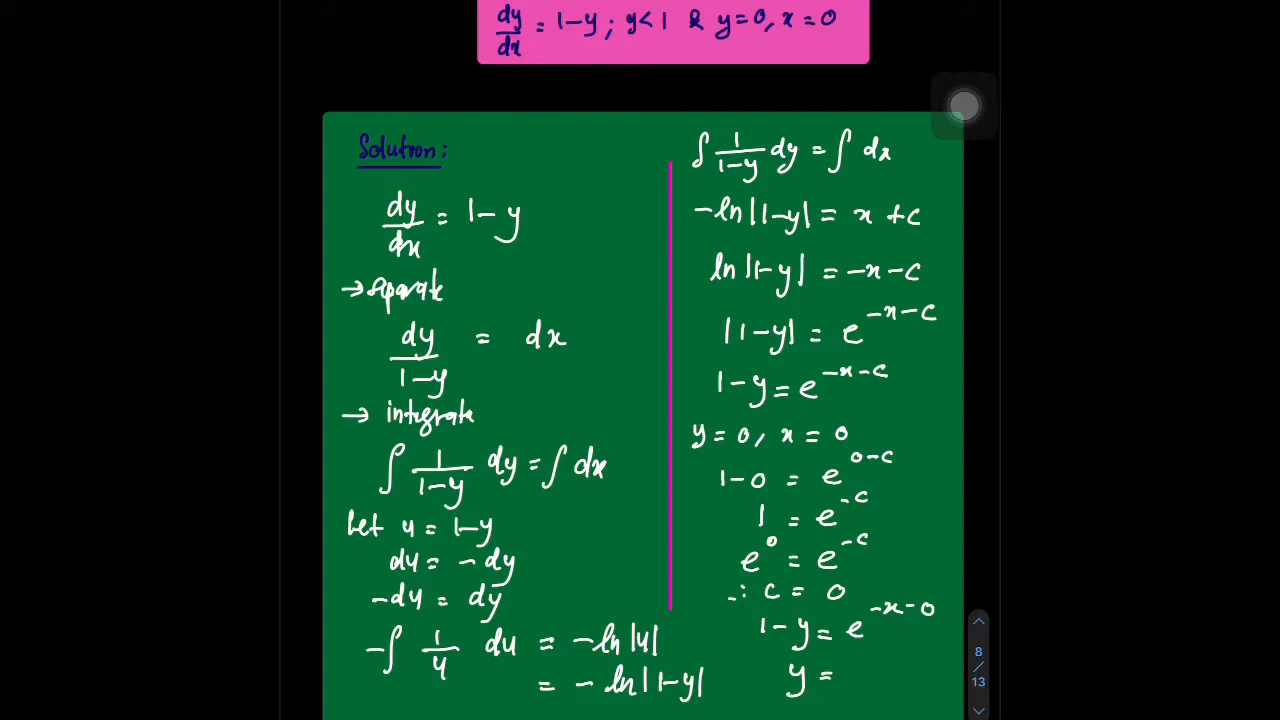 dy/dx = 1-y ; y<1 & y=0, x=0
Solution:
dy/dx = 1-y
→ separate
dy/1-y = dx
→ integrate
∫ 1/1-y dy = ∫ dx
Let u = 1-y
du = -dy
-du = dy
-∫ 1/u du = -ln|u|
= -ln|1-y|
∫ 1/1-y dy = ∫ dx
-ln|1-y| = x + c
ln|1-y| = -x-c
|1-y| = e^-x-c
1-y = e^-x-c
y=0, x=0
1-0 = e^0-c
1 = e^-c
e^0 = e^-c
∴ c = 0
1-y = e^-x-0
y =
8
/
13